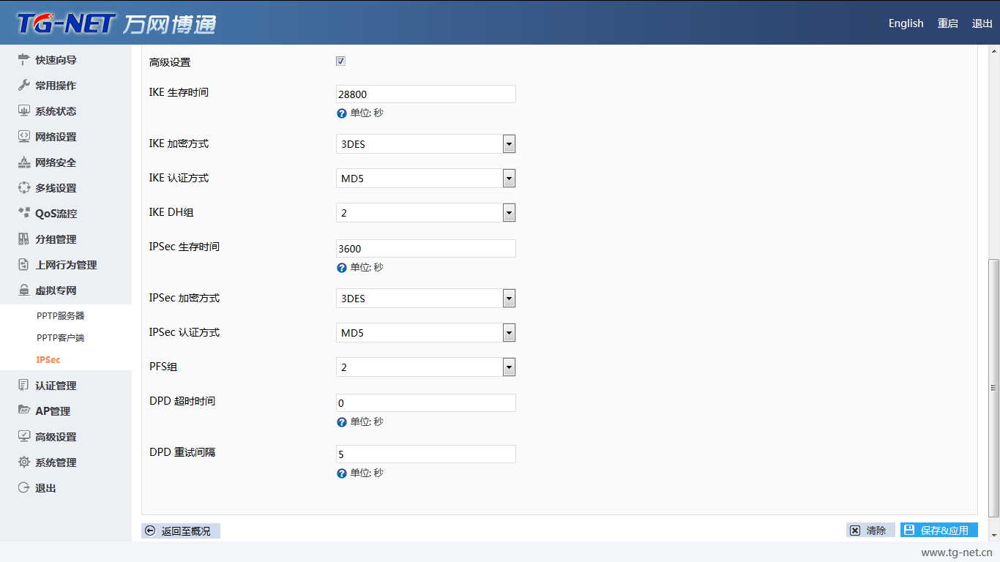 TG-NET 万网博通
English 重启 退出
快速向导
常用操作
系统状态
网络设置
网络安全
多线设置
QoS流控
分组管理
上网行为管理
虚拟专网
PPTP服务器
PPTP客户端
IPSec
认证管理
AP管理
高级设置
系统管理
退出
高级设置
IKE 生存时间 28800
单位: 秒
IKE 加密方式 3DES
IKE 认证方式 MD5
IKE DH组 2
IPSec 生存时间 3600
单位: 秒
IPSec 加密方式 3DES
IPSec 认证方式 MD5
PFS组 2
DPD 超时时间 0
单位: 秒
DPD 重试间隔 5
单位: 秒
返回至概况 清除 保存&应用
www.tg-net.cn